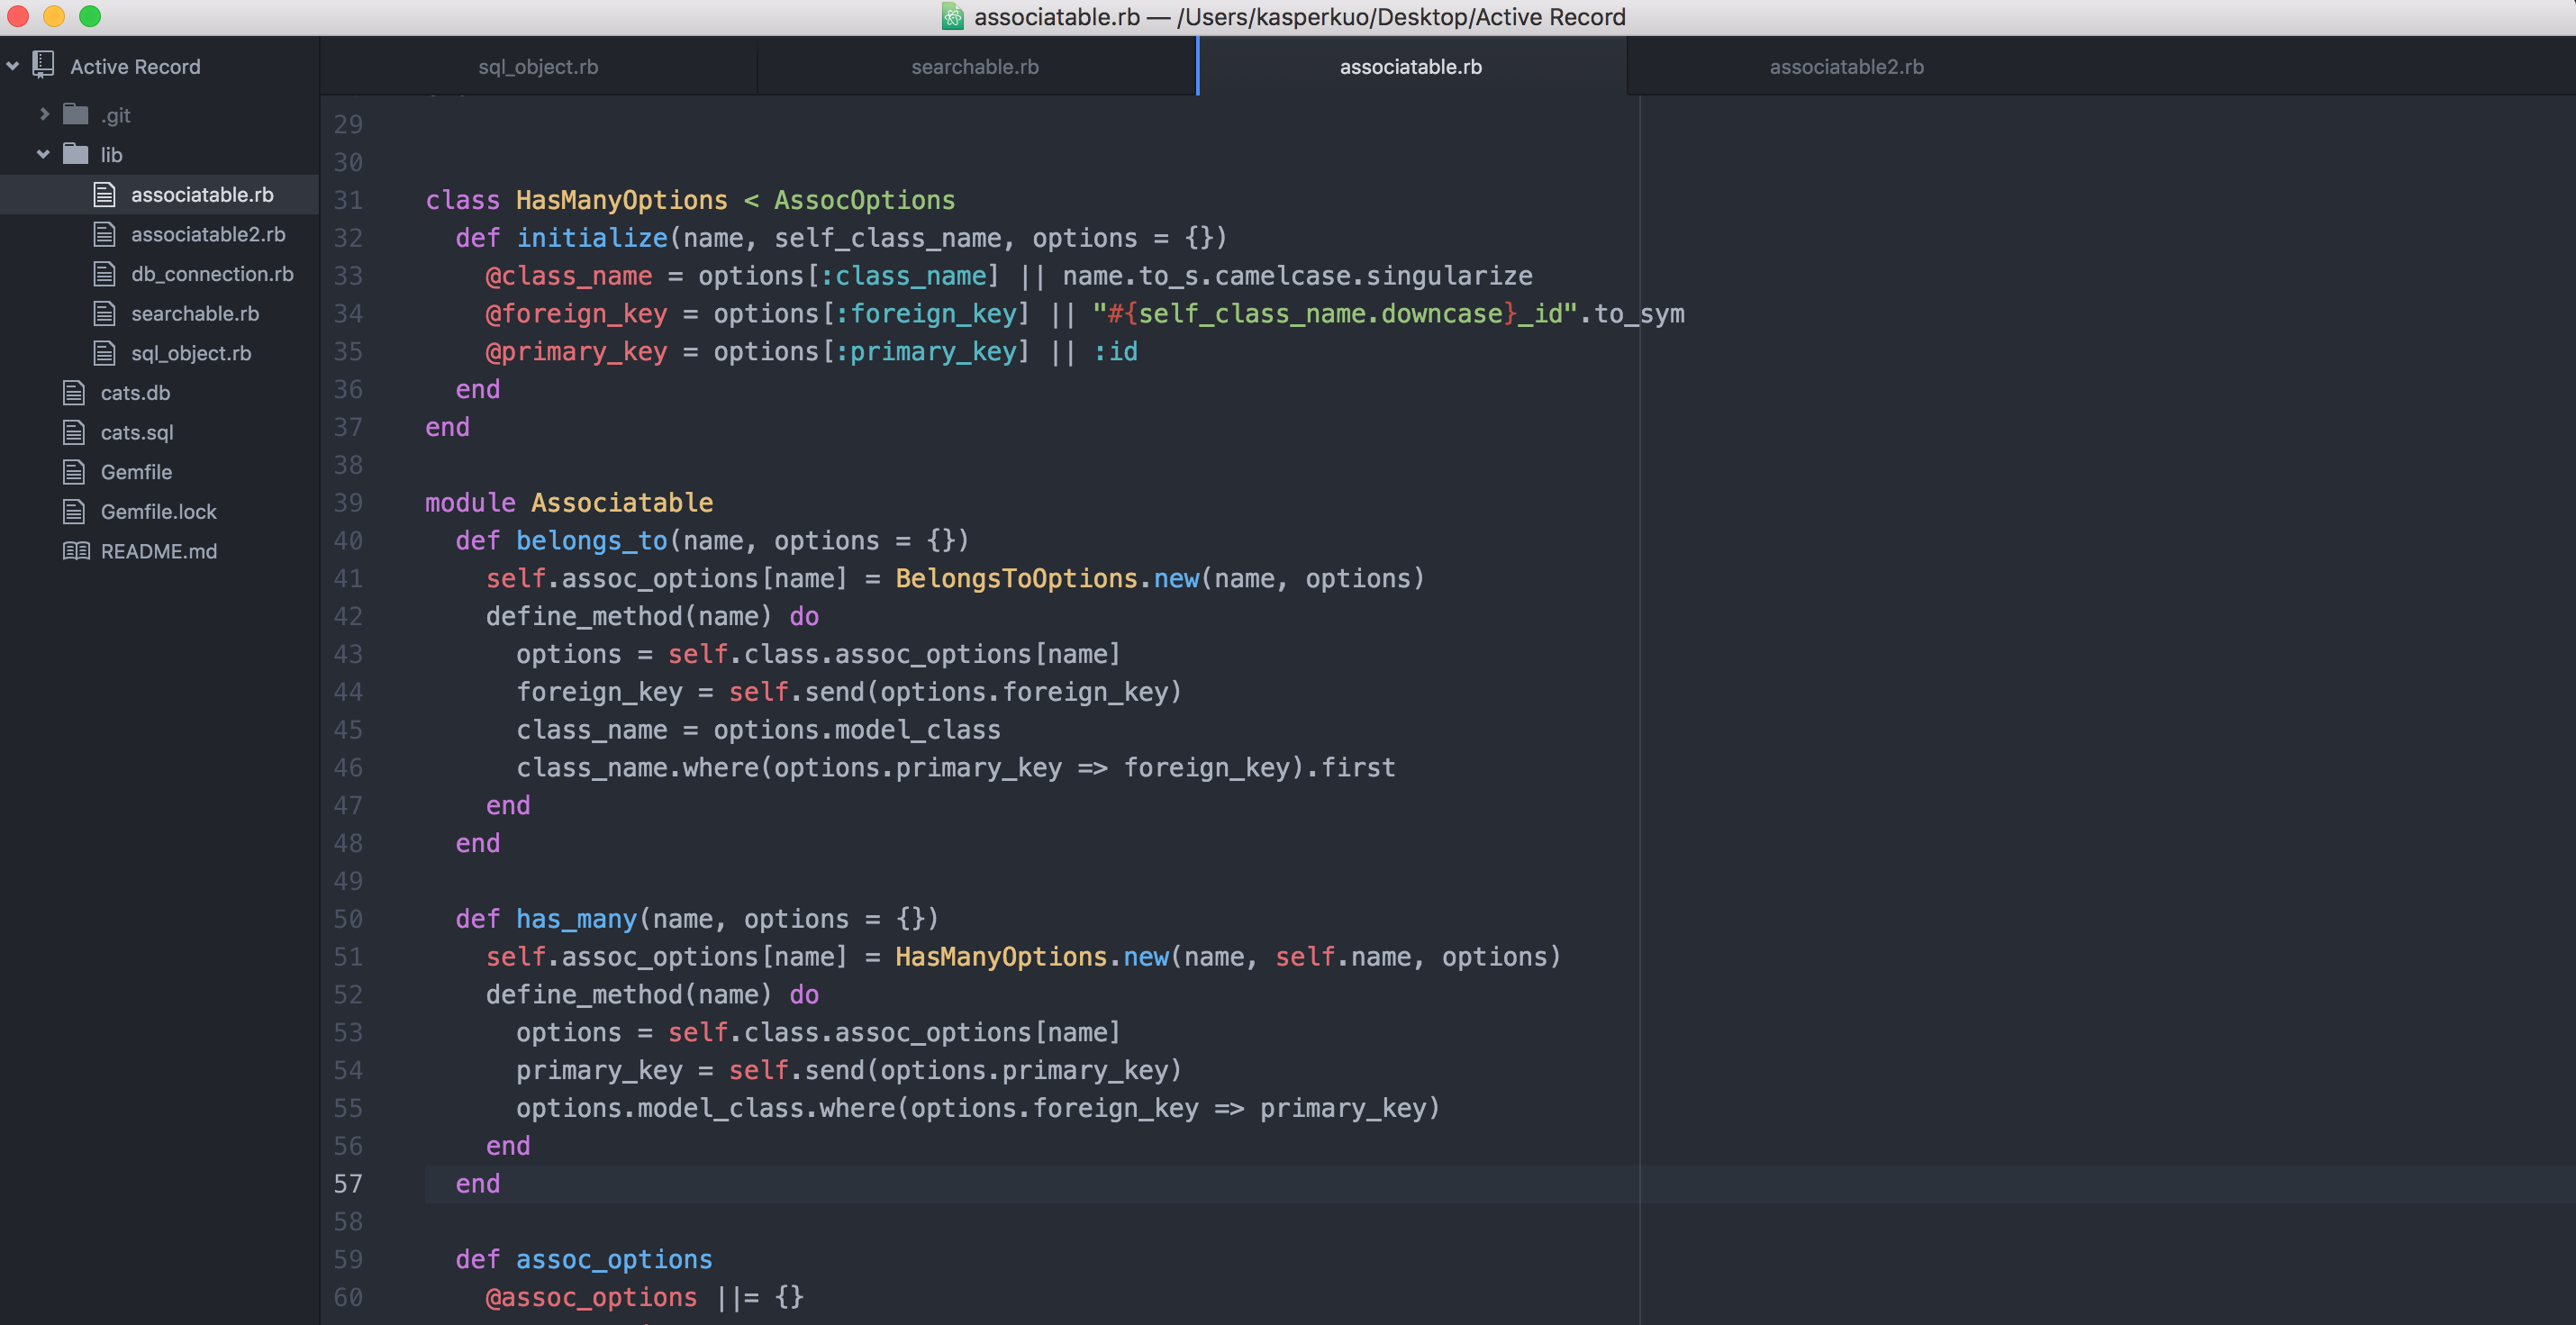 associatable.rb — /Users/kasperkuo/Desktop/Active Record
Active Record
.git
lib
associatable.rb
associatable2.rb
db_connection.rb
searchable.rb
sql_object.rb
cats.db
cats.sql
Gemfile
Gemfile.lock
README.md
sql_object.rb
searchable.rb
associatable.rb
associatable2.rb
29
30
31 class HasManyOptions < AssocOptions
32   def initialize(name, self_class_name, options = {})
33     @class_name = options[:class_name] || name.to_s.camelcase.singularize
34     @foreign_key = options[:foreign_key] || "#{self_class_name.downcase}_id".to_sym
35     @primary_key = options[:primary_key] || :id
36   end
37 end
38
39 module Associatable
40   def belongs_to(name, options = {})
41     self.assoc_options[name] = BelongsToOptions.new(name, options)
42     define_method(name) do
43       options = self.class.assoc_options[name]
44       foreign_key = self.send(options.foreign_key)
45       class_name = options.model_class
46       class_name.where(options.primary_key => foreign_key).first
47     end
48   end
49
50   def has_many(name, options = {})
51     self.assoc_options[name] = HasManyOptions.new(name, self.name, options)
52     define_method(name) do
53       options = self.class.assoc_options[name]
54       primary_key = self.send(options.primary_key)
55       options.model_class.where(options.foreign_key => primary_key)
56     end
57   end
58
59   def assoc_options
60     @assoc_options ||= {}